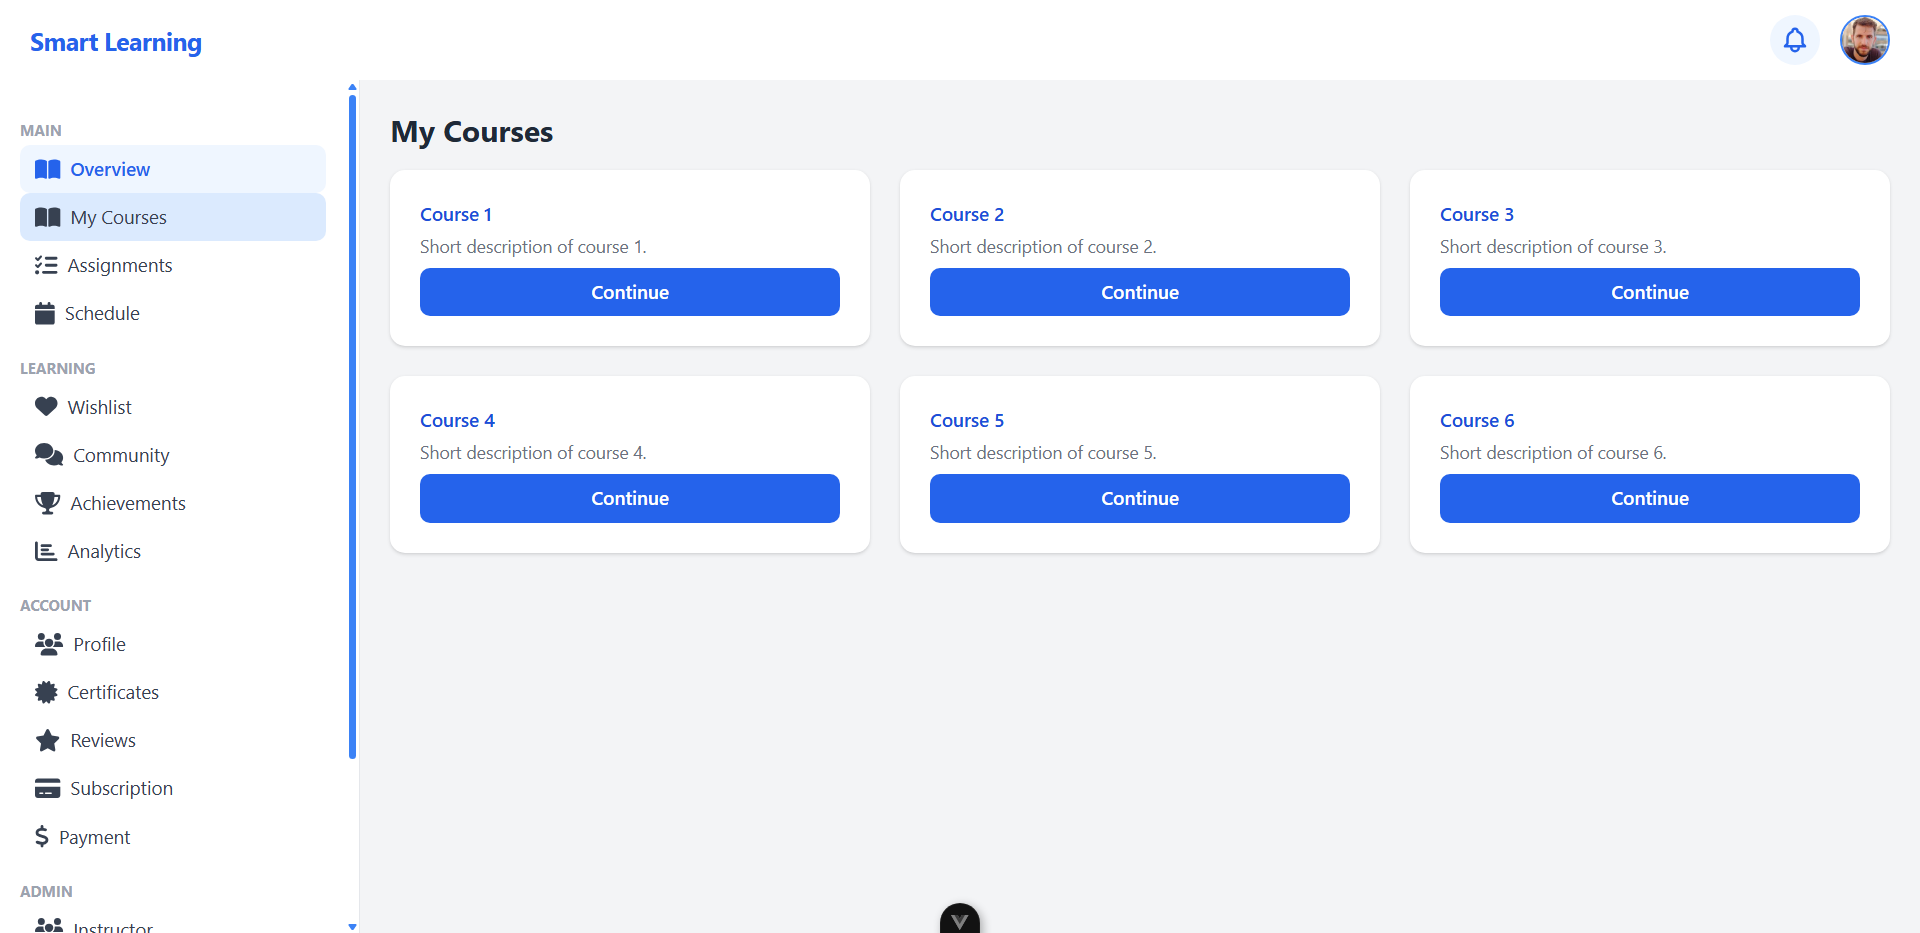 Smart Learning
MAIN
Overview
My Courses
Assignments
Schedule
LEARNING
Wishlist
Community
Achievements
Analytics
ACCOUNT
Profile
Certificates
Reviews
Subscription
Payment
ADMIN
Instructor
My Courses
Course 1
Short description of course 1.
Continue
Course 2
Short description of course 2.
Continue
Course 3
Short description of course 3.
Continue
Course 4
Short description of course 4.
Continue
Course 5
Short description of course 5.
Continue
Course 6
Short description of course 6.
Continue